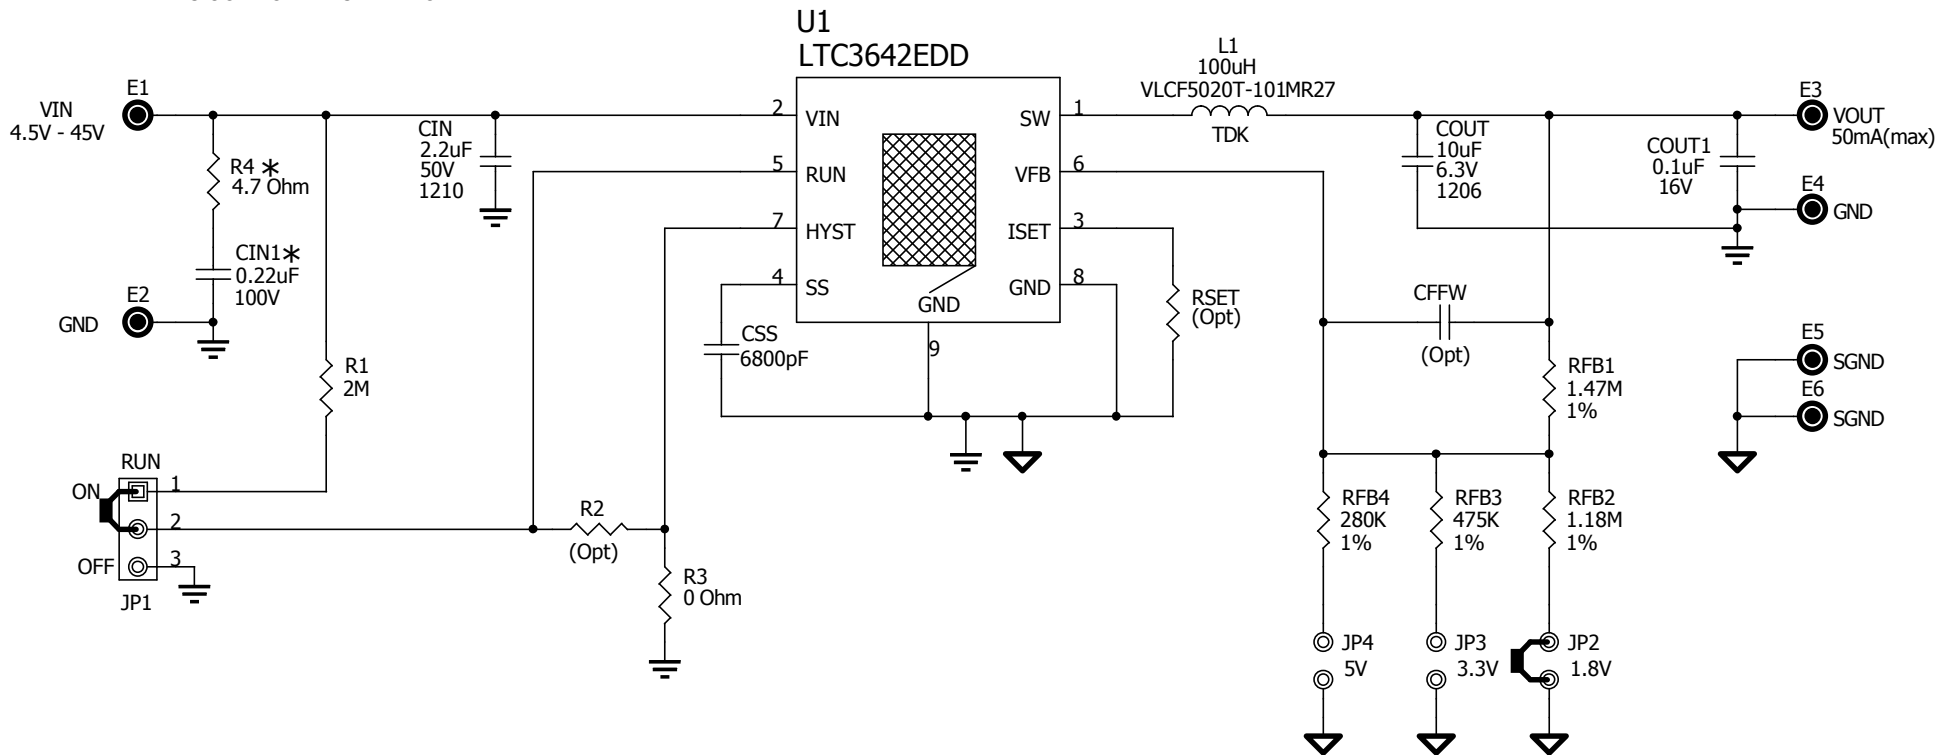 U1
LTC3642EDD
E1
VIN
4.5V - 45V
R4 *
4.7 Ohm
CIN1*
0.22uF
100V
E2
GND
R1
2M
CIN
2.2uF
50V
1210
2
VIN
5
RUN
7
HYST
4
SS
SW
1
VFB
6
ISET
3
GND
8
GND
9
CSS
6800pF
L1
100uH
VLCF5020T-101MR27
TDK
COUT
10uF
6.3V
1206
COUT1
0.1uF
16V
E3
VOUT
50mA(max)
E4
GND
RSET
(Opt)
CFFW
(Opt)
RFB1
1.47M
1%
E5
SGND
E6
SGND
RUN
ON
1
2
OFF
3
JP1
R2
(Opt)
R3
0 Ohm
RFB4
280K
1%
RFB3
475K
1%
RFB2
1.18M
1%
JP4
5V
JP3
3.3V
JP2
1.8V